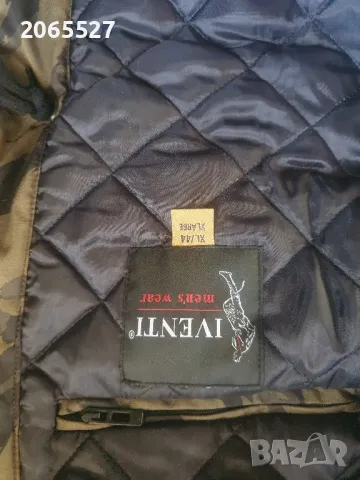 2065527
XL/44
XLARGE
IVENTI®
men's wear
BAZAR